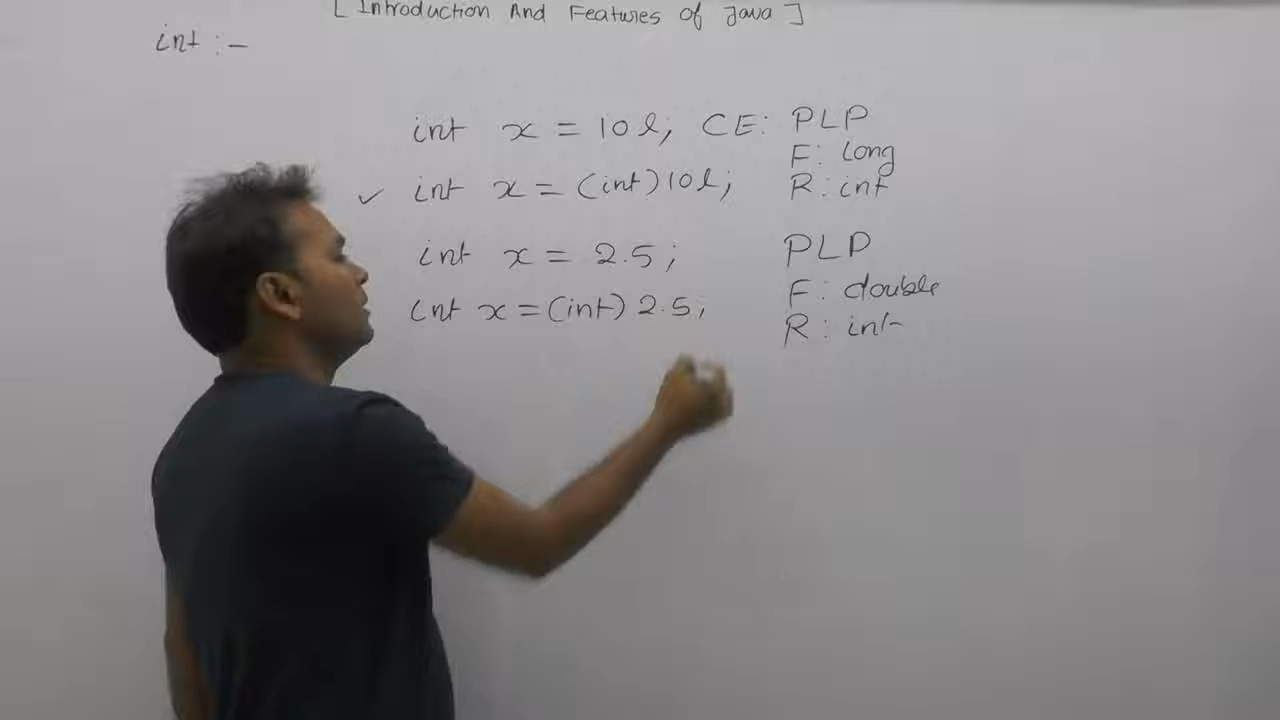 [ Introduction And Features Of Java ]
int :-
int x = 10l; CE: PLP
F: long
✓ int x = (int)10l; R: int
int x = 2.5; PLP
F: double
int x = (int) 2.5; R: int